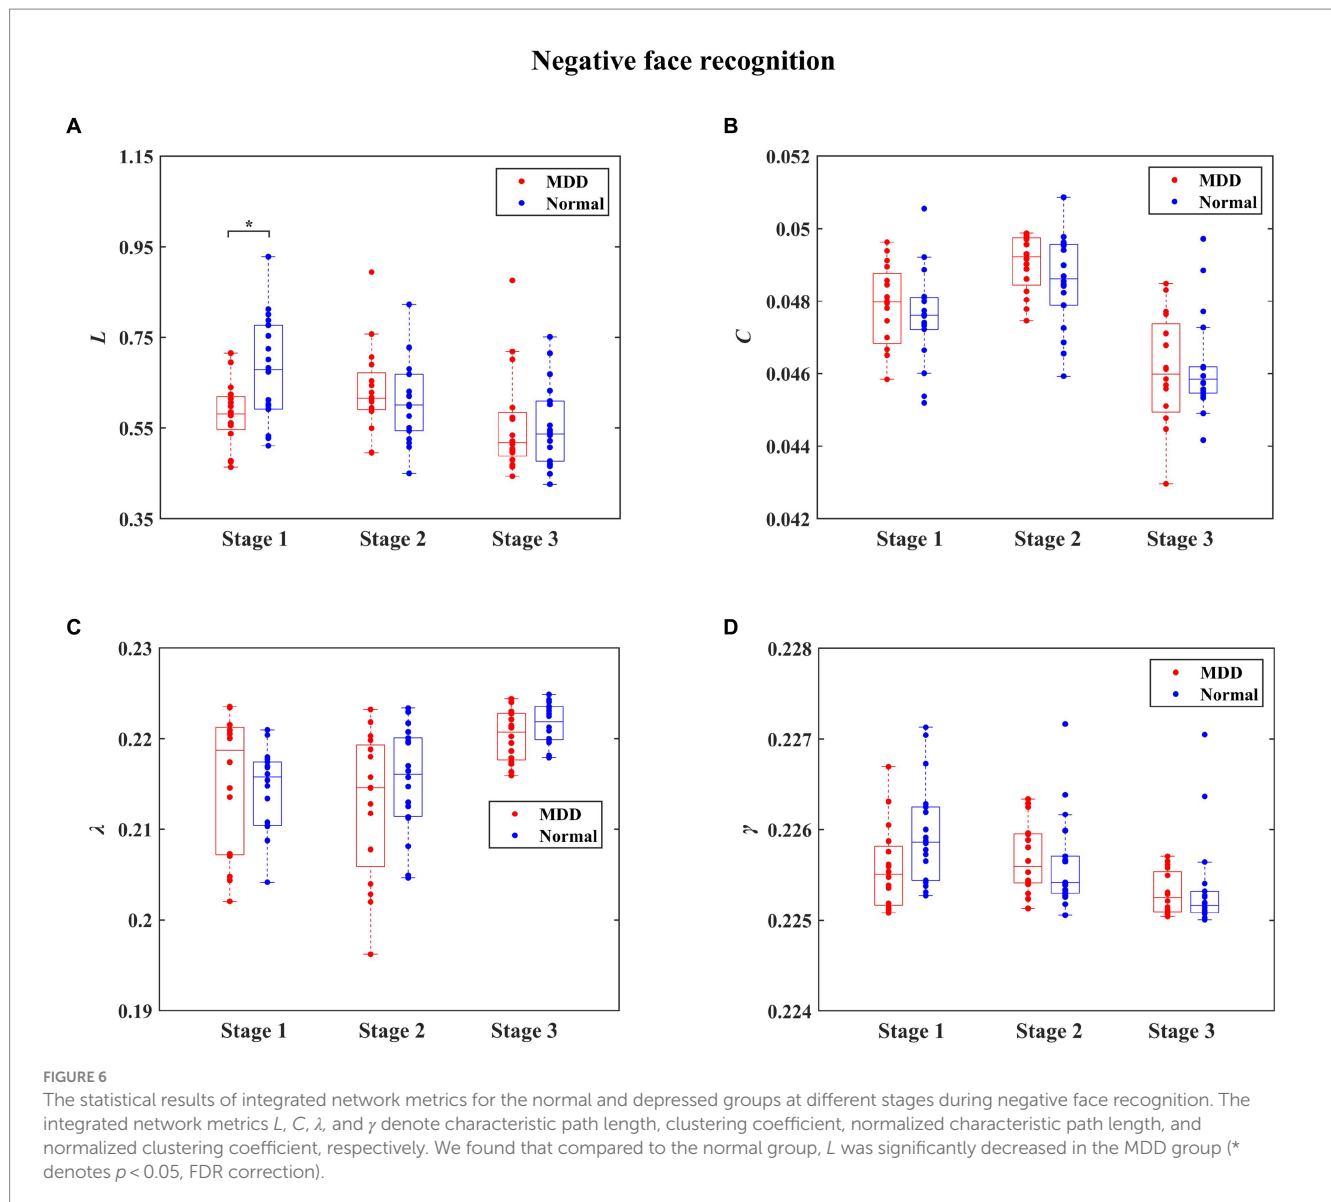 Negative face recognition
A
1.15
0.95
0.75
0.55
0.35
L
*
MDD
Normal
Stage 1 Stage 2 Stage 3
B
0.052
0.05
0.048
0.046
0.044
0.042
C
MDD
Normal
Stage 1 Stage 2 Stage 3
C
0.23
0.22
0.21
0.2
0.19
λ
MDD
Normal
Stage 1 Stage 2 Stage 3
D
0.228
0.227
0.226
0.225
0.224
γ
MDD
Normal
Stage 1 Stage 2 Stage 3
FIGURE 6
The statistical results of integrated network metrics for the normal and depressed groups at different stages during negative face recognition. The
integrated network metrics L, C, λ, and γ denote characteristic path length, clustering coefficient, normalized characteristic path length, and
normalized clustering coefficient, respectively. We found that compared to the normal group, L was significantly decreased in the MDD group (*
denotes p < 0.05, FDR correction).